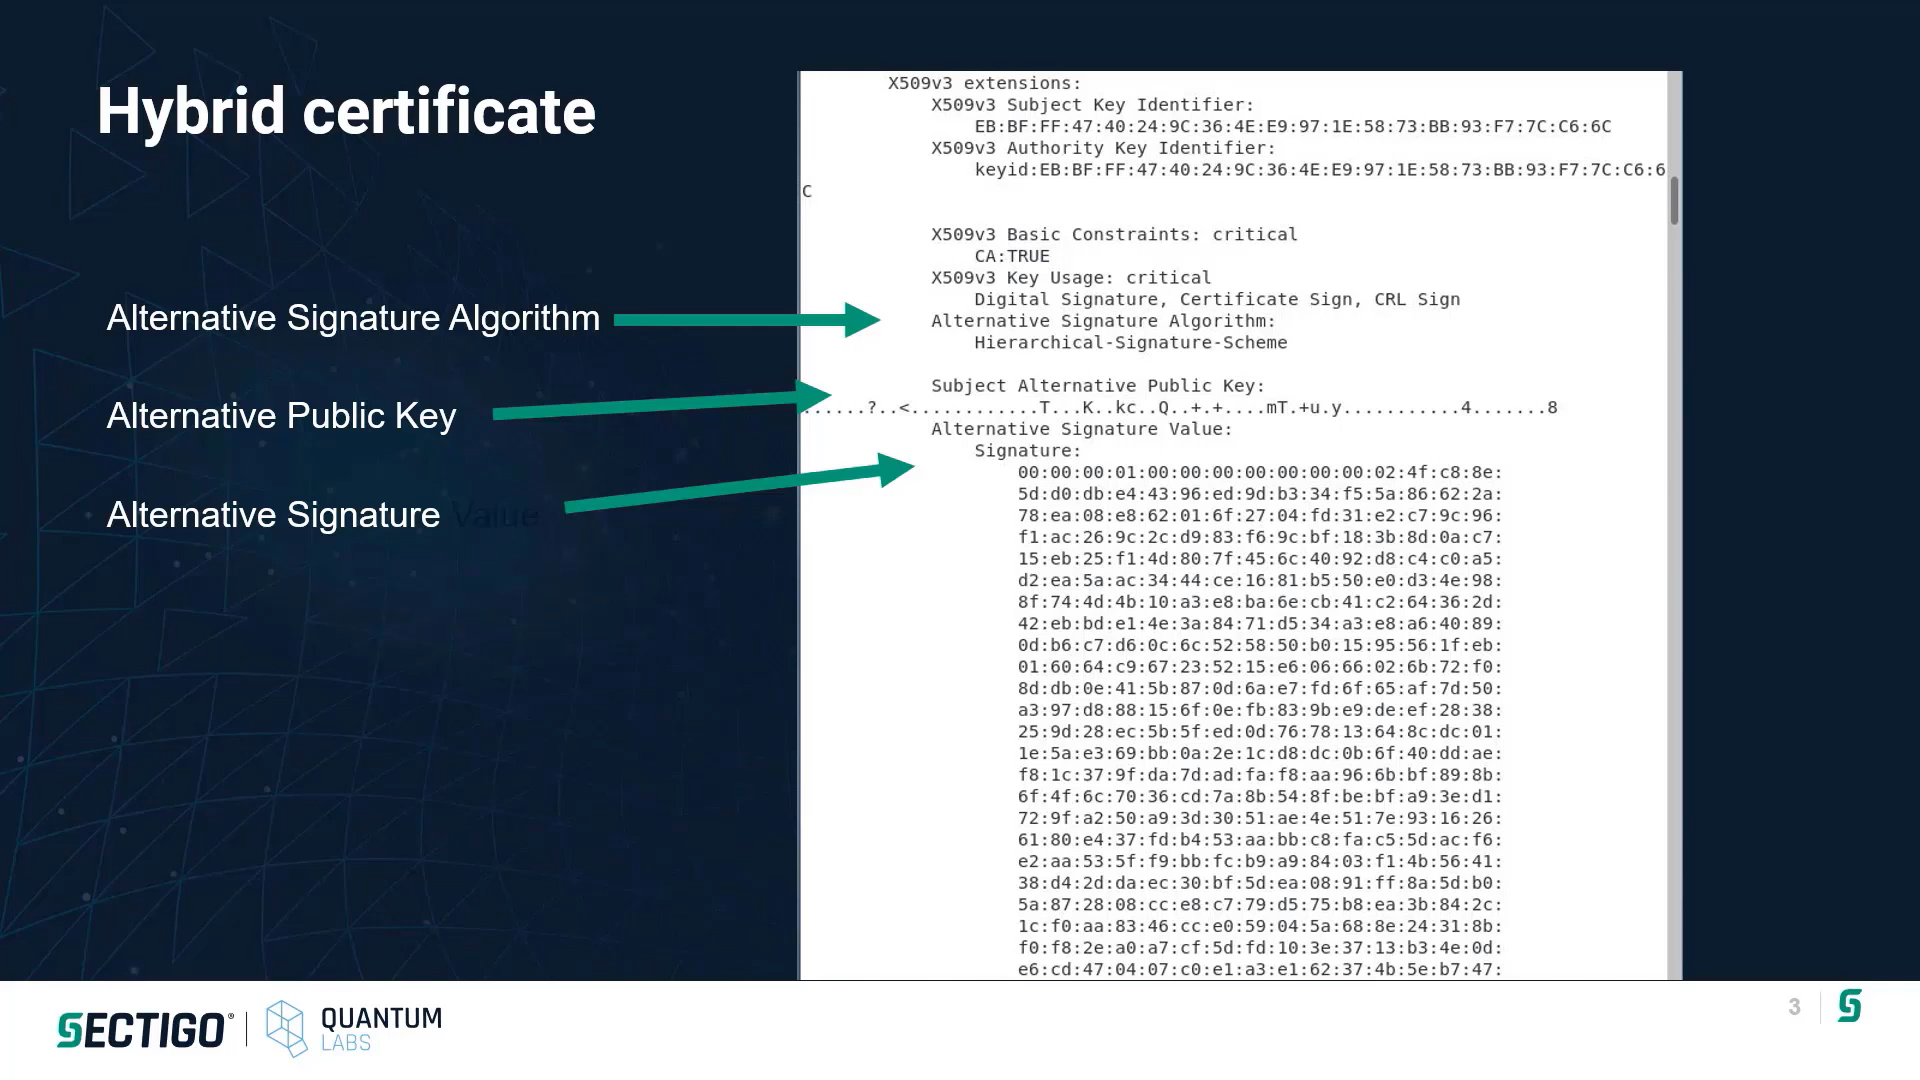 Hybrid certificate
Alternative Signature Algorithm
Alternative Public Key
Alternative Signature Value
X509v3 extensions:
X509v3 Subject Key Identifier:
EB:BF:FF:47:40:24:9C:36:4E:E9:97:1E:58:73:BB:93:F7:7C:C6:6C
X509v3 Authority Key Identifier:
keyid:EB:BF:FF:47:40:24:9C:36:4E:E9:97:1E:58:73:BB:93:F7:7C:C6:6
C
X509v3 Basic Constraints: critical
CA:TRUE
X509v3 Key Usage: critical
Digital Signature, Certificate Sign, CRL Sign
Alternative Signature Algorithm:
Hierarchical-Signature-Scheme
Subject Alternative Public Key:
......?..<............T...K..kc..Q..+.+....mT.+u.y...........4.......8
Alternative Signature Value:
Signature:
00:00:00:01:00:00:00:00:00:00:00:02:4f:c8:8e:
5d:d0:db:e4:43:96:ed:9d:b3:34:f5:5a:86:62:2a:
78:ea:08:e8:62:01:6f:27:04:fd:31:e2:c7:9c:96:
f1:ac:26:9c:2c:d9:83:f6:9c:bf:18:3b:8d:0a:c7:
15:eb:25:f1:4d:80:7f:45:6c:40:92:d8:c4:c0:a5:
d2:ea:5a:ac:34:44:ce:16:81:b5:50:e0:d3:4e:98:
8f:74:4d:4b:10:a3:e8:ba:6e:cb:41:c2:64:36:2d:
42:eb:bd:e1:4e:3a:84:71:d5:34:a3:e8:a6:40:89:
0d:b6:c7:d6:0c:6c:52:58:50:b0:15:95:56:1f:eb:
01:60:64:c9:67:23:52:15:e6:06:66:02:6b:72:f0:
8d:db:0e:41:5b:87:0d:6a:e7:fd:6f:65:af:7d:50:
a3:97:d8:88:15:6f:0e:fb:83:9b:e9:de:ef:28:38:
25:9d:28:ec:5b:5f:ed:0d:76:78:13:64:8c:dc:01:
1e:5a:e3:69:bb:0a:2e:1c:d8:dc:0b:6f:40:dd:ae:
f8:1c:37:9f:da:7d:ad:fa:f8:aa:96:6b:bf:89:8b:
6f:4f:6c:70:36:cd:7a:8b:54:8f:be:bf:a9:3e:d1:
72:9f:a2:50:a9:3d:30:51:ae:4e:51:7e:93:16:26:
61:80:e4:37:fd:b4:53:aa:bb:c8:fa:c5:5d:ac:f6:
e2:aa:53:5f:f9:bb:fc:b9:a9:84:03:f1:4b:56:41:
38:d4:2d:da:ec:30:bf:5d:ea:08:91:ff:8a:5d:b0:
5a:87:28:08:cc:e8:c7:79:d5:75:b8:ea:3b:84:2c:
1c:f0:aa:83:46:cc:e0:59:04:5a:68:8e:24:31:8b:
f0:f8:2e:a0:a7:cf:5d:fd:10:3e:37:13:b3:4e:0d:
e6:cd:47:04:07:c0:e1:a3:e1:62:37:4b:5e:b7:47:
SECTIGO®
QUANTUM
LABS
3
S